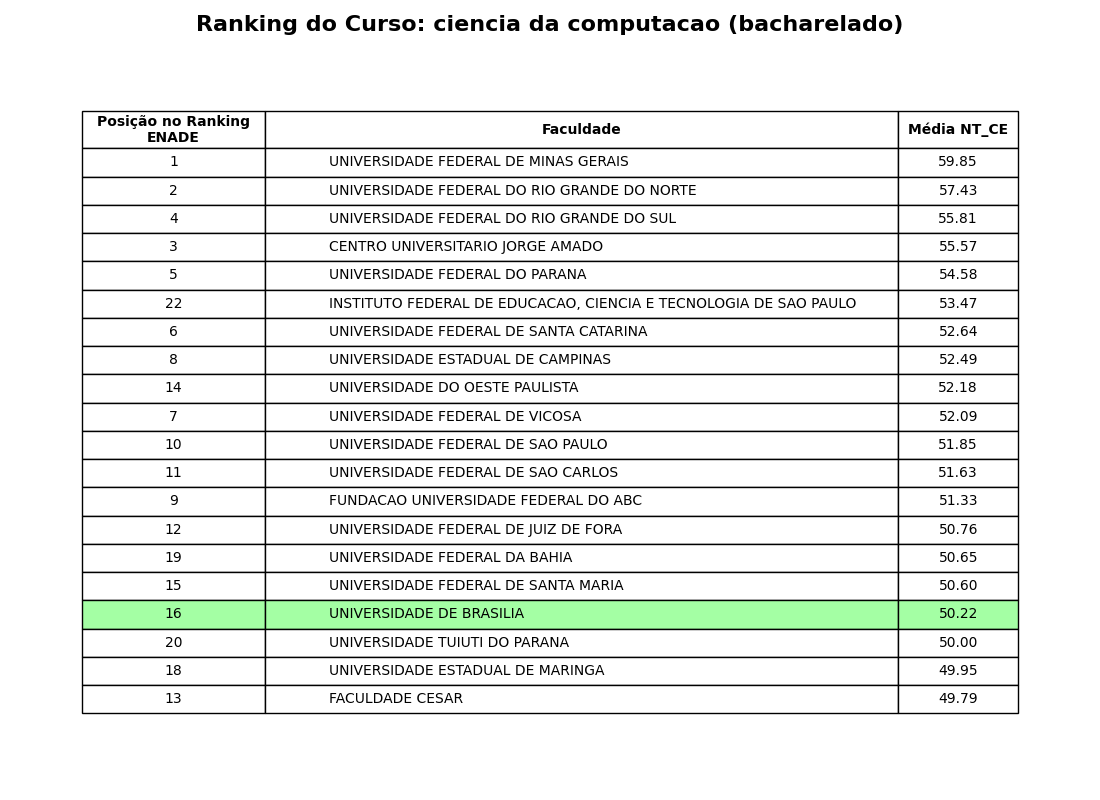 Ranking do Curso: ciencia da computacao (bacharelado)
Posição no Ranking ENADE Faculdade Média NT_CE
1 UNIVERSIDADE FEDERAL DE MINAS GERAIS 59.85
2 UNIVERSIDADE FEDERAL DO RIO GRANDE DO NORTE 57.43
4 UNIVERSIDADE FEDERAL DO RIO GRANDE DO SUL 55.81
3 CENTRO UNIVERSITARIO JORGE AMADO 55.57
5 UNIVERSIDADE FEDERAL DO PARANA 54.58
22 INSTITUTO FEDERAL DE EDUCACAO, CIENCIA E TECNOLOGIA DE SAO PAULO 53.47
6 UNIVERSIDADE FEDERAL DE SANTA CATARINA 52.64
8 UNIVERSIDADE ESTADUAL DE CAMPINAS 52.49
14 UNIVERSIDADE DO OESTE PAULISTA 52.18
7 UNIVERSIDADE FEDERAL DE VICOSA 52.09
10 UNIVERSIDADE FEDERAL DE SAO PAULO 51.85
11 UNIVERSIDADE FEDERAL DE SAO CARLOS 51.63
9 FUNDACAO UNIVERSIDADE FEDERAL DO ABC 51.33
12 UNIVERSIDADE FEDERAL DE JUIZ DE FORA 50.76
19 UNIVERSIDADE FEDERAL DA BAHIA 50.65
15 UNIVERSIDADE FEDERAL DE SANTA MARIA 50.60
16 UNIVERSIDADE DE BRASILIA 50.22
20 UNIVERSIDADE TUIUTI DO PARANA 50.00
18 UNIVERSIDADE ESTADUAL DE MARINGA 49.95
13 FACULDADE CESAR 49.79